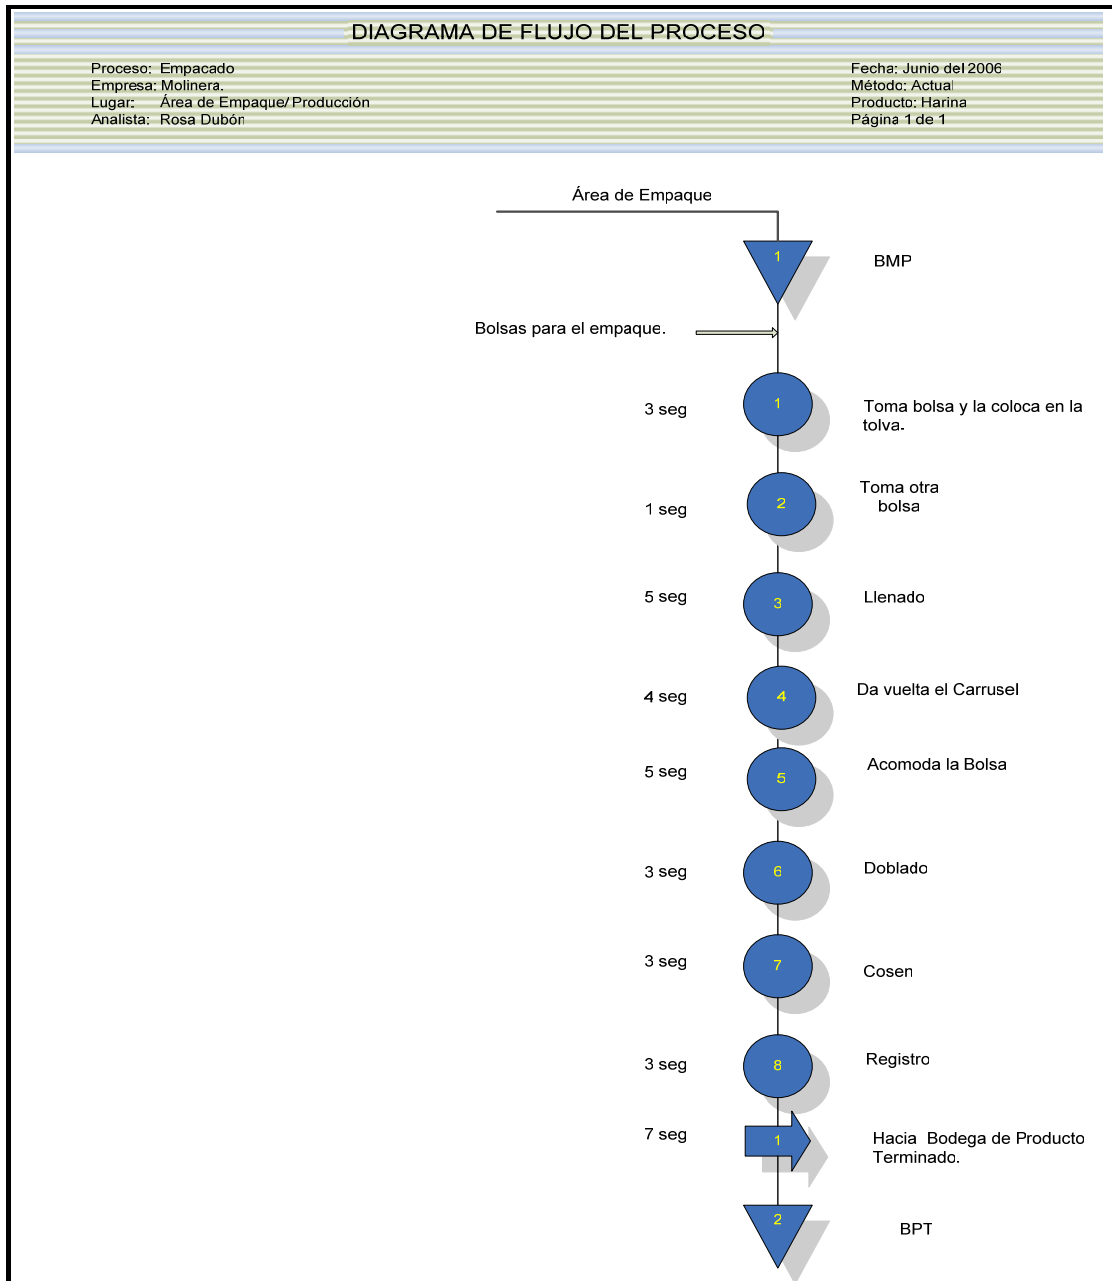 DIAGRAMA DE FLUJO DEL PROCESO
Proceso: Empacado
Empresa: Molinera.
Lugar: Área de Empaque/ Producción
Analista: Rosa Dubón
Fecha: Junio del 2006
Método: Actual
Producto: Harina
Página 1 de 1
Área de Empaque
1
BMP
Bolsas para el empaque.
3 seg
1
Toma bolsa y la coloca en la
tolva.
1 seg
2
Toma otra
bolsa
5 seg
3
Llenado
4 seg
4
Da vuelta el Carrusel
5 seg
5
Acomoda la Bolsa
3 seg
6
Doblado
3 seg
7
Cosen
3 seg
8
Registro
7 seg
1
Hacia Bodega de Producto
Terminado.
2
BPT